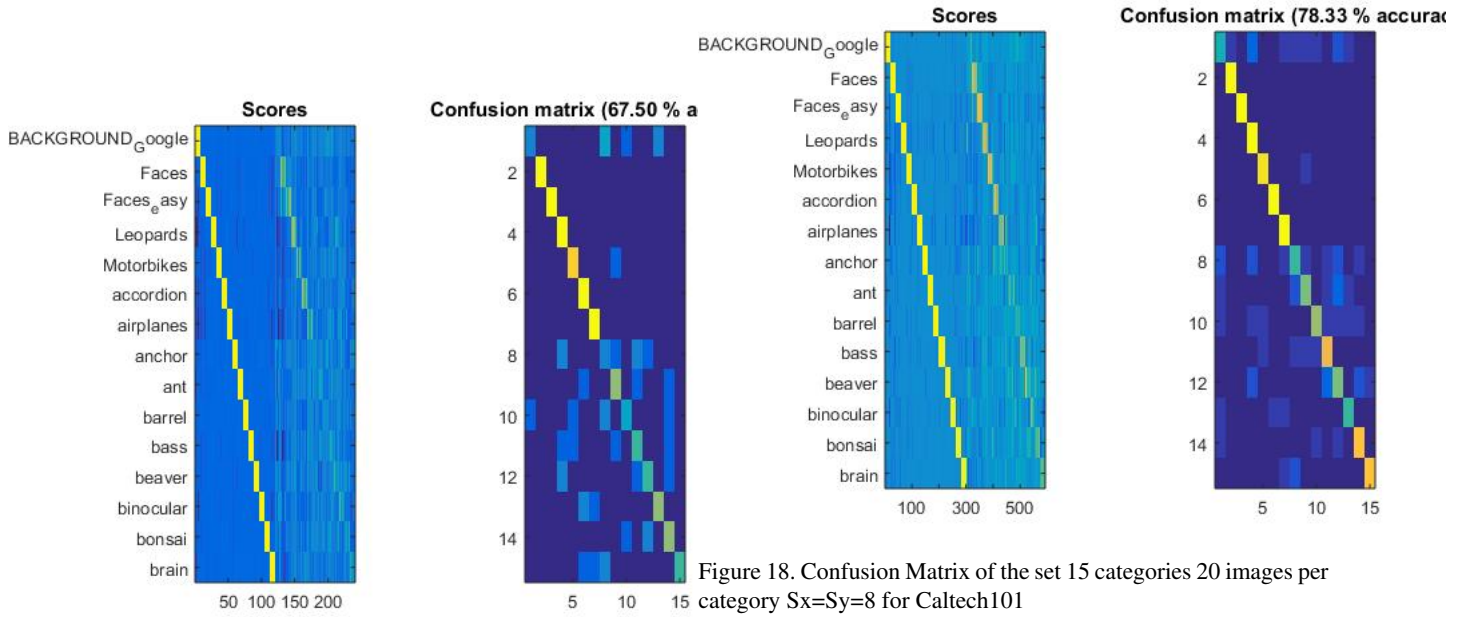 Scores
Confusion matrix (67.50 % a
BACKGROUND_Google
Faces
Faces_easy
Leopards
Motorbikes
accordion
airplanes
anchor
ant
barrel
bass
beaver
binocular
bonsai
brain
50 100 150 200
2
4
6
8
10
12
14
5 10 15
Scores
Confusion matrix (78.33 % accurac
BACKGROUND_Google
Faces
Faces_easy
Leopards
Motorbikes
accordion
airplanes
anchor
ant
barrel
bass
beaver
binocular
bonsai
brain
100 300 500
2
4
6
8
10
12
14
5 10 15
Figure 18. Confusion Matrix of the set 15 categories 20 images per
category Sx=Sy=8 for Caltech101